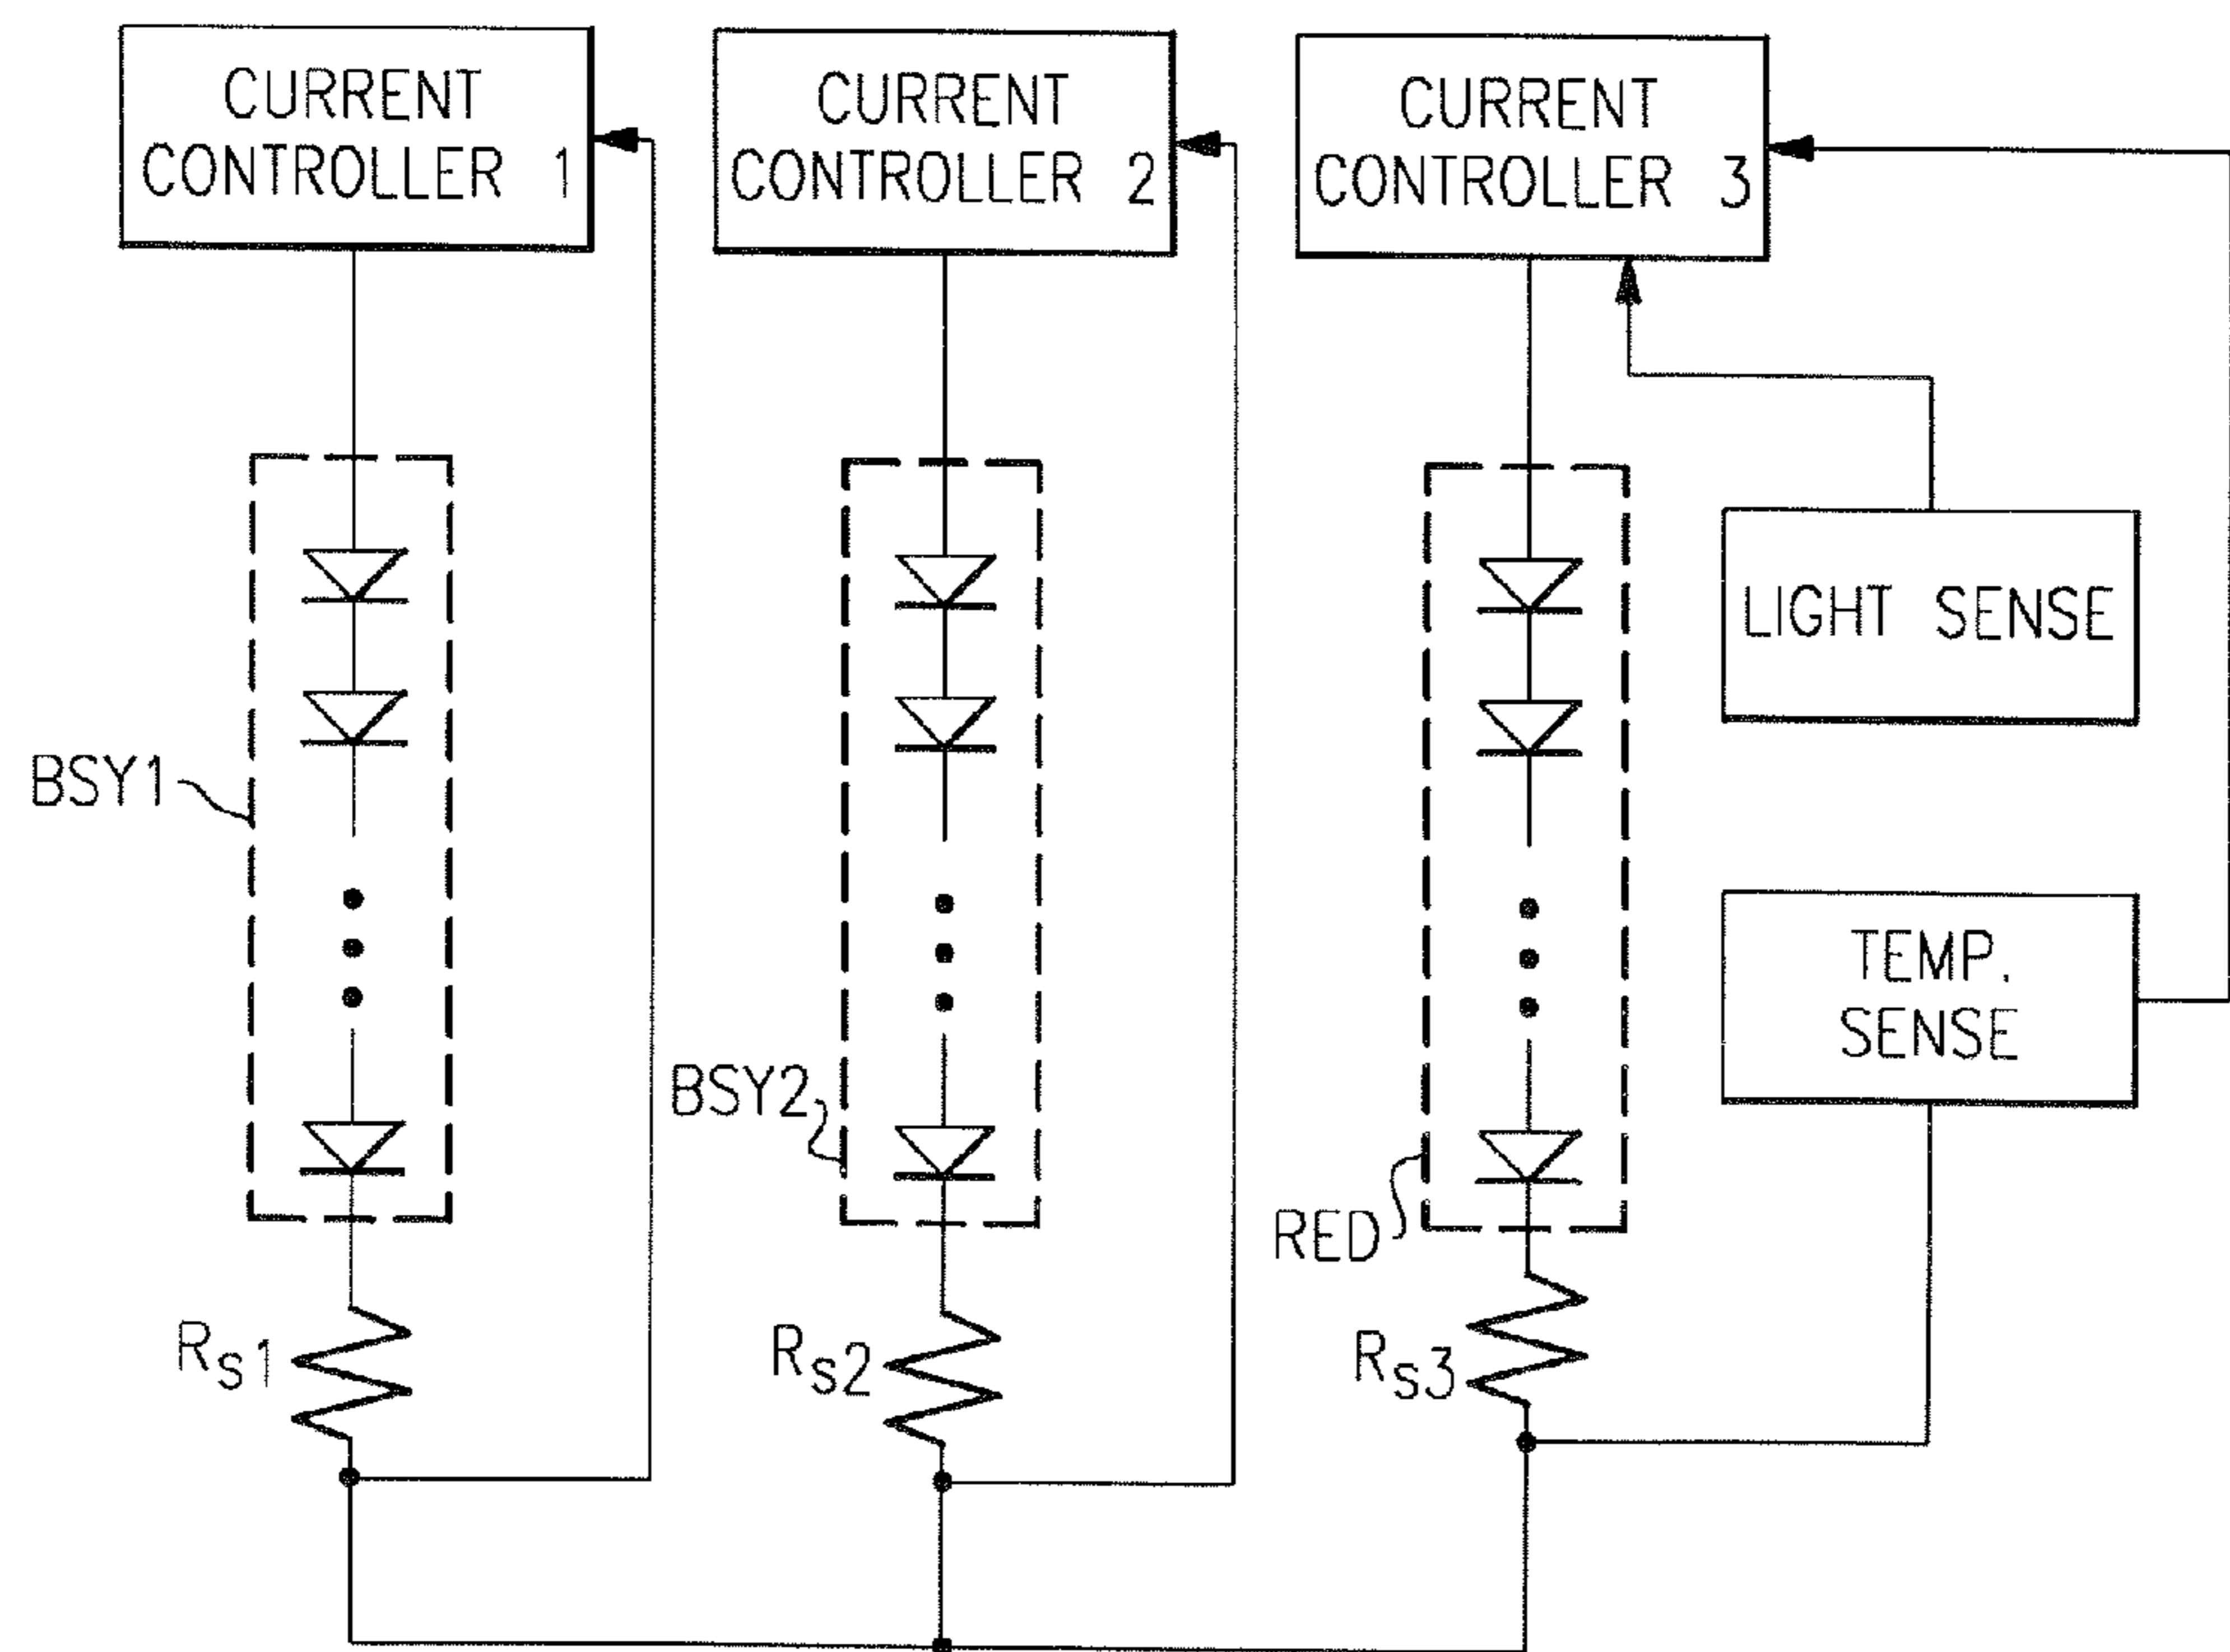 CURRENT
CONTROLLER 1
CURRENT
CONTROLLER 2
CURRENT
CONTROLLER 3
LIGHT SENSE
BSY1
TEMP.
SENSE
BSY2
RED
Rs1
Rs2
Rs3